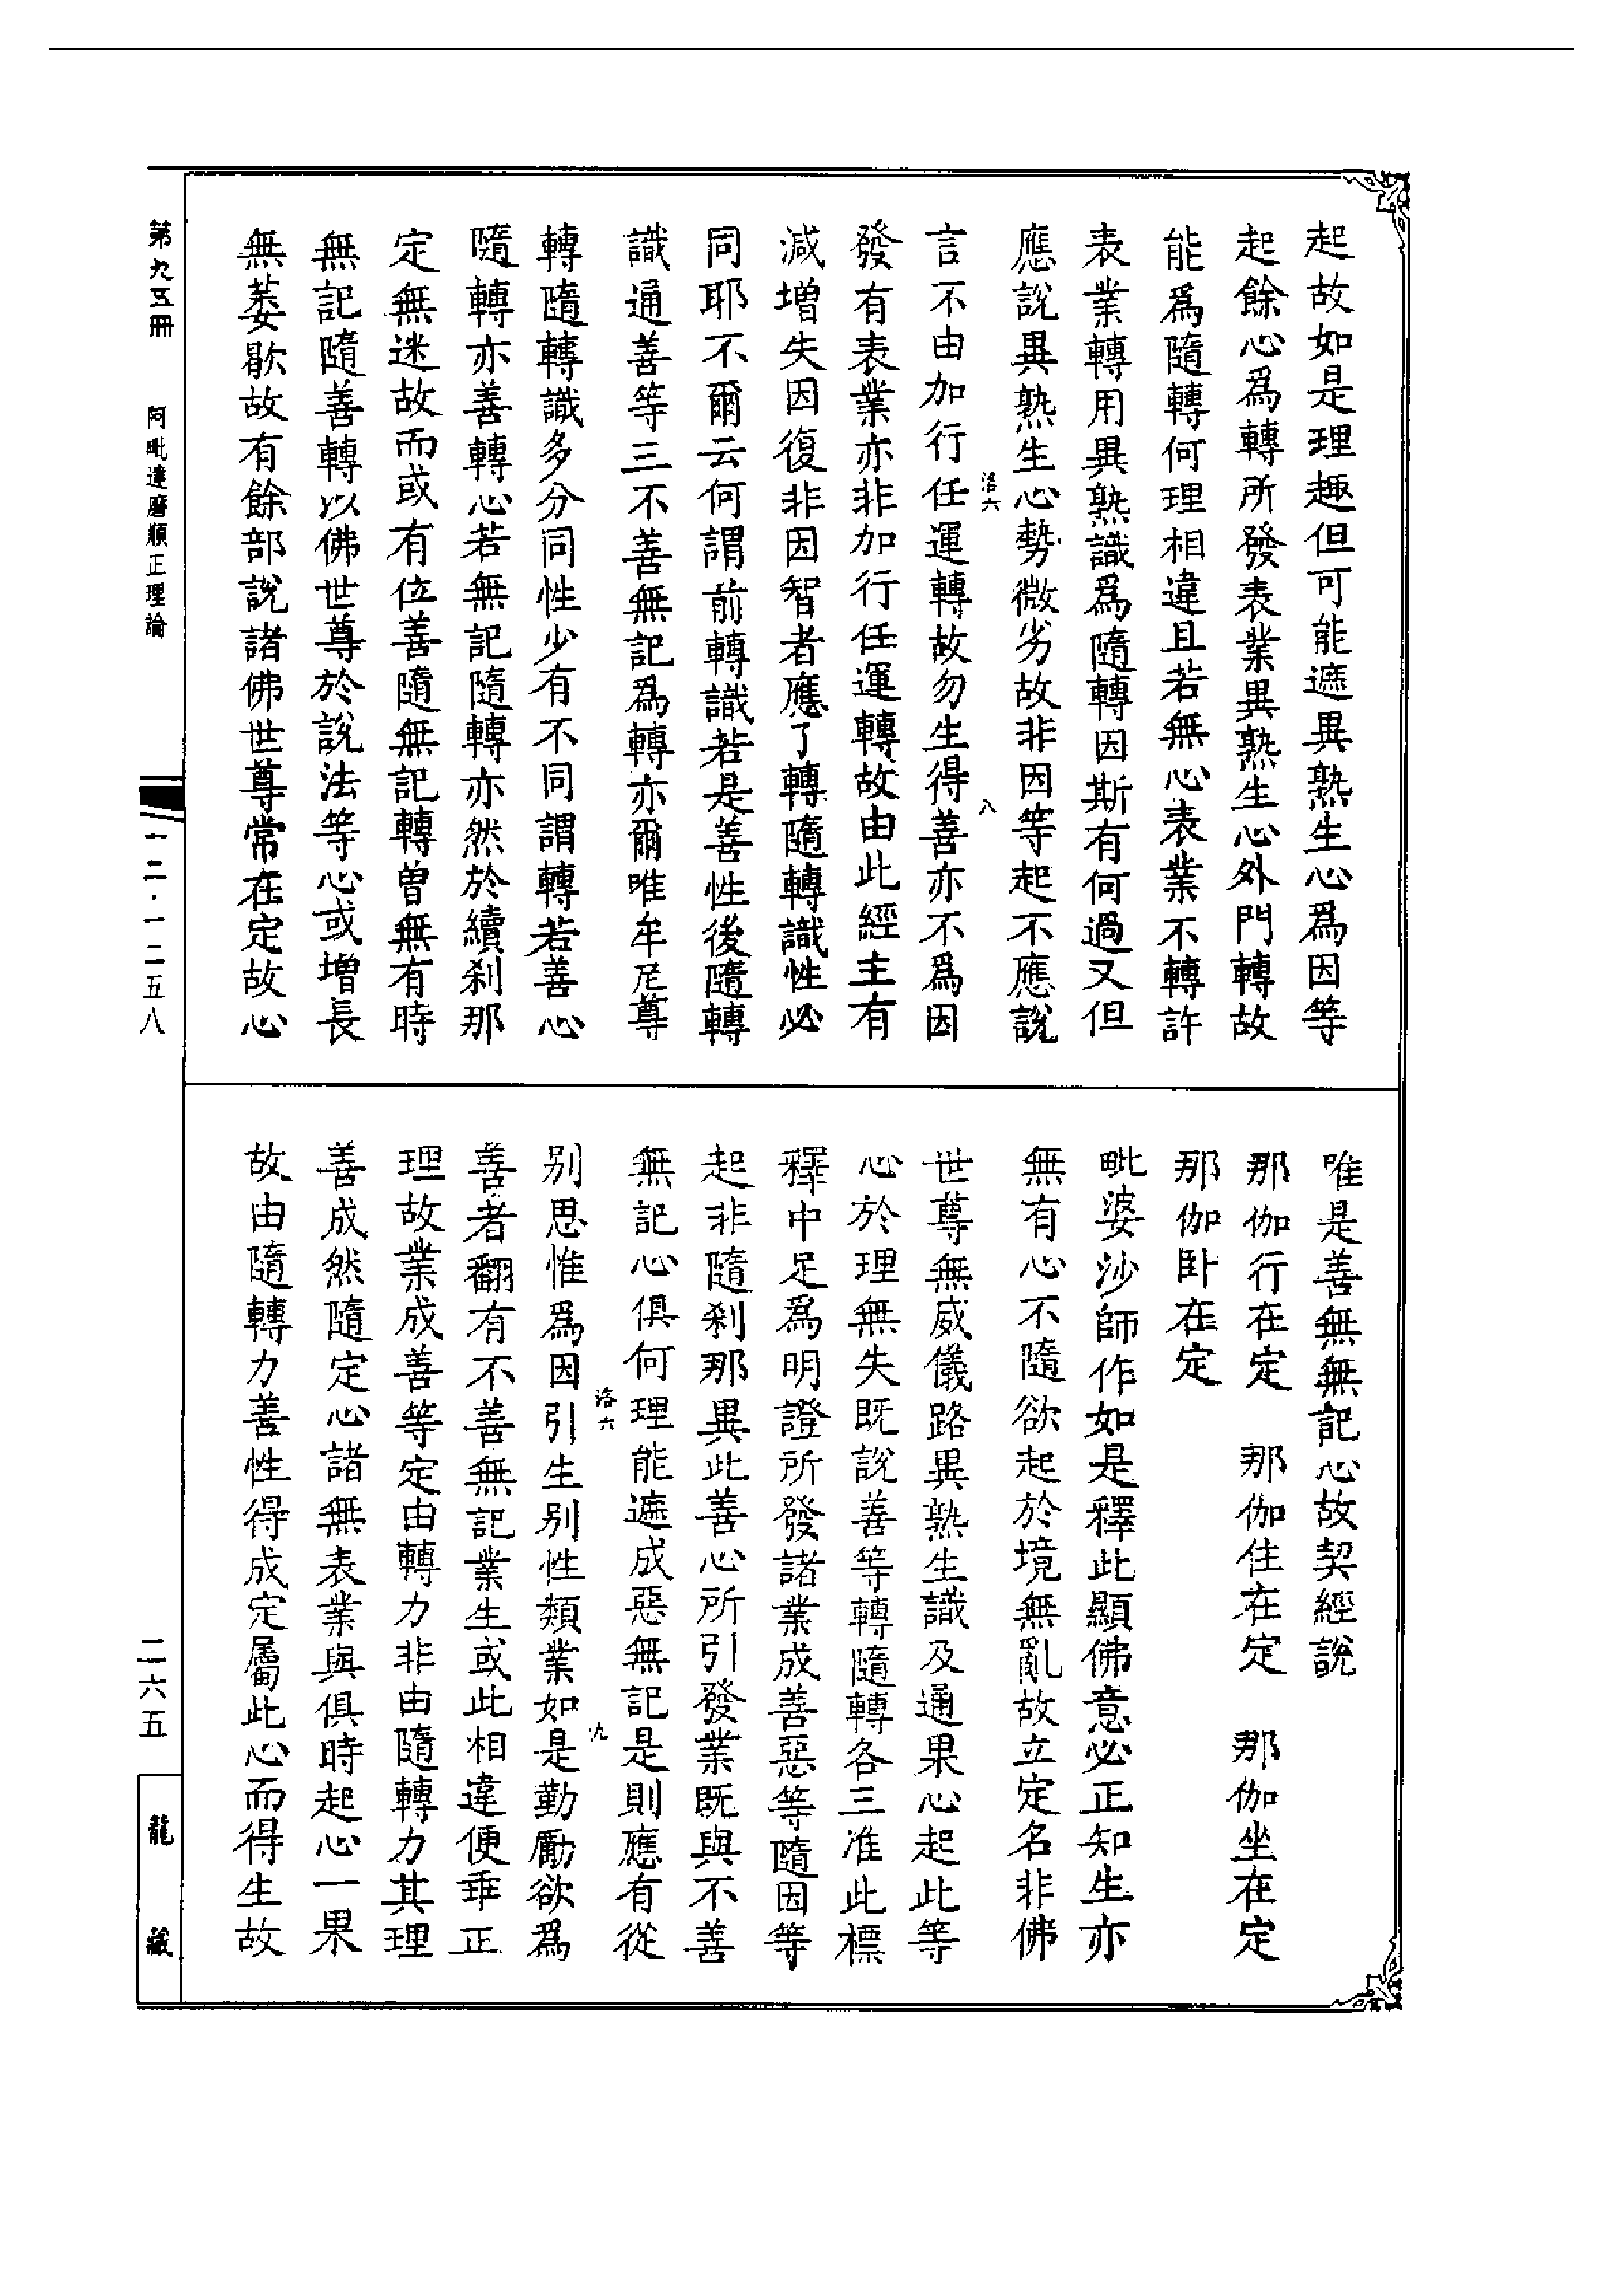 起故如是理趣但可能遮異熟生心爲因等
起餘心爲轉所發表業異熟生心外門轉故
能爲隨轉何理相違且若無心表業不轉許
表業轉用異熟識爲隨轉因斯有何過又但
應說異熟生心勢微劣故非因等起不應說
洛六 八
言不由加行任運轉故勿生得善亦不爲因
發有表業亦非加行任運轉故由此經主有
減增失因復非因智者應了轉隨轉識性必
同耶不爾云何謂前轉識若是善性後隨轉
識通善等三不善無記爲轉亦爾唯牟尼尊
轉隨轉識多分同性少有不同謂轉若善心
隨轉亦善轉心若無記隨轉亦然於續剎那
定無迷故而或有位善隨無記轉曾無有時
無記隨善轉以佛世尊於說法等心或增長
無萎歇故有餘部說諸佛世尊常在定故心
唯是善無無記心故契經說
那伽行在定 那伽住在定 那伽坐在定
那伽臥在定
毗婆沙師作如是釋此顯佛意必正知生亦
無有心不隨欲起於境無亂故立定名非佛
世尊無威儀路異熟生識及通果心起此等
心於理無失既說善等轉隨轉各三准此標
釋中足爲明證所發諸業成善惡等隨因等
起非隨剎那異此善心所引發業既與不善
無記心俱何理能遮成惡無記是則應有從
洛六 九
別思惟爲因引生別性類業如是勤勵欲爲
善者翻有不善無記業生或此相違便乖正
理故業成善等定由轉力非由隨轉力其理
善成然隨定心諸無表業與俱時起心一果
故由隨轉力善性得成定屬此心而得生故
第九五冊 阿毗達磨順正理論
一二·一二五八
二六五
龍藏